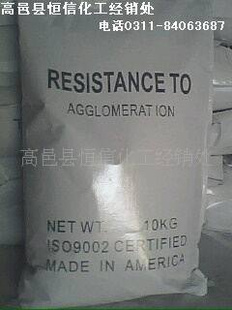 高邑县恒信化工经销处
电话0311-84063687
RESISTANCE TO
AGGLOMERATION
高邑县恒信化工经销处
NET WT. 10KG
ISO9002 CERTIFIED
MADE IN AMERICA